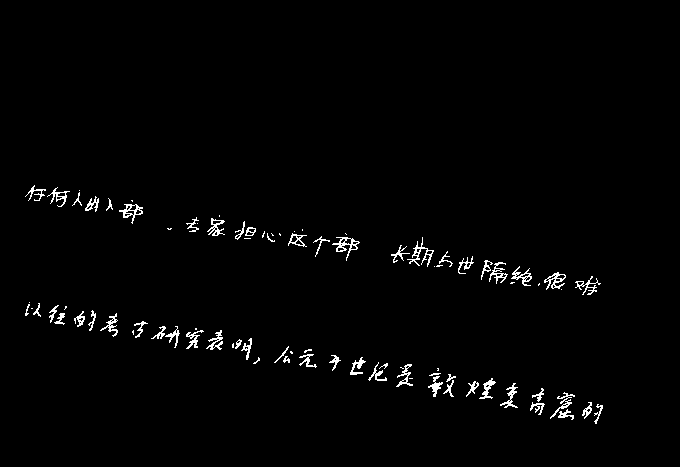 任何人出入部 ,专家担心这个部 长期与世隔绝.很难
以往的考古研究表明,公元 世纪是敦煌莫高窟的